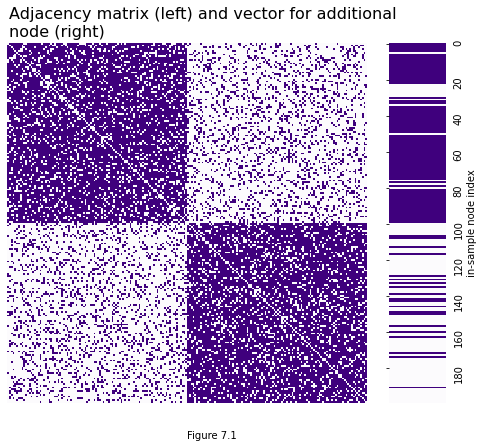 Adjacency matrix (left) and vector for additional
node (right)
0
20
40
60
80
100
120
140
160
180
in-sample node index
Figure 7.1